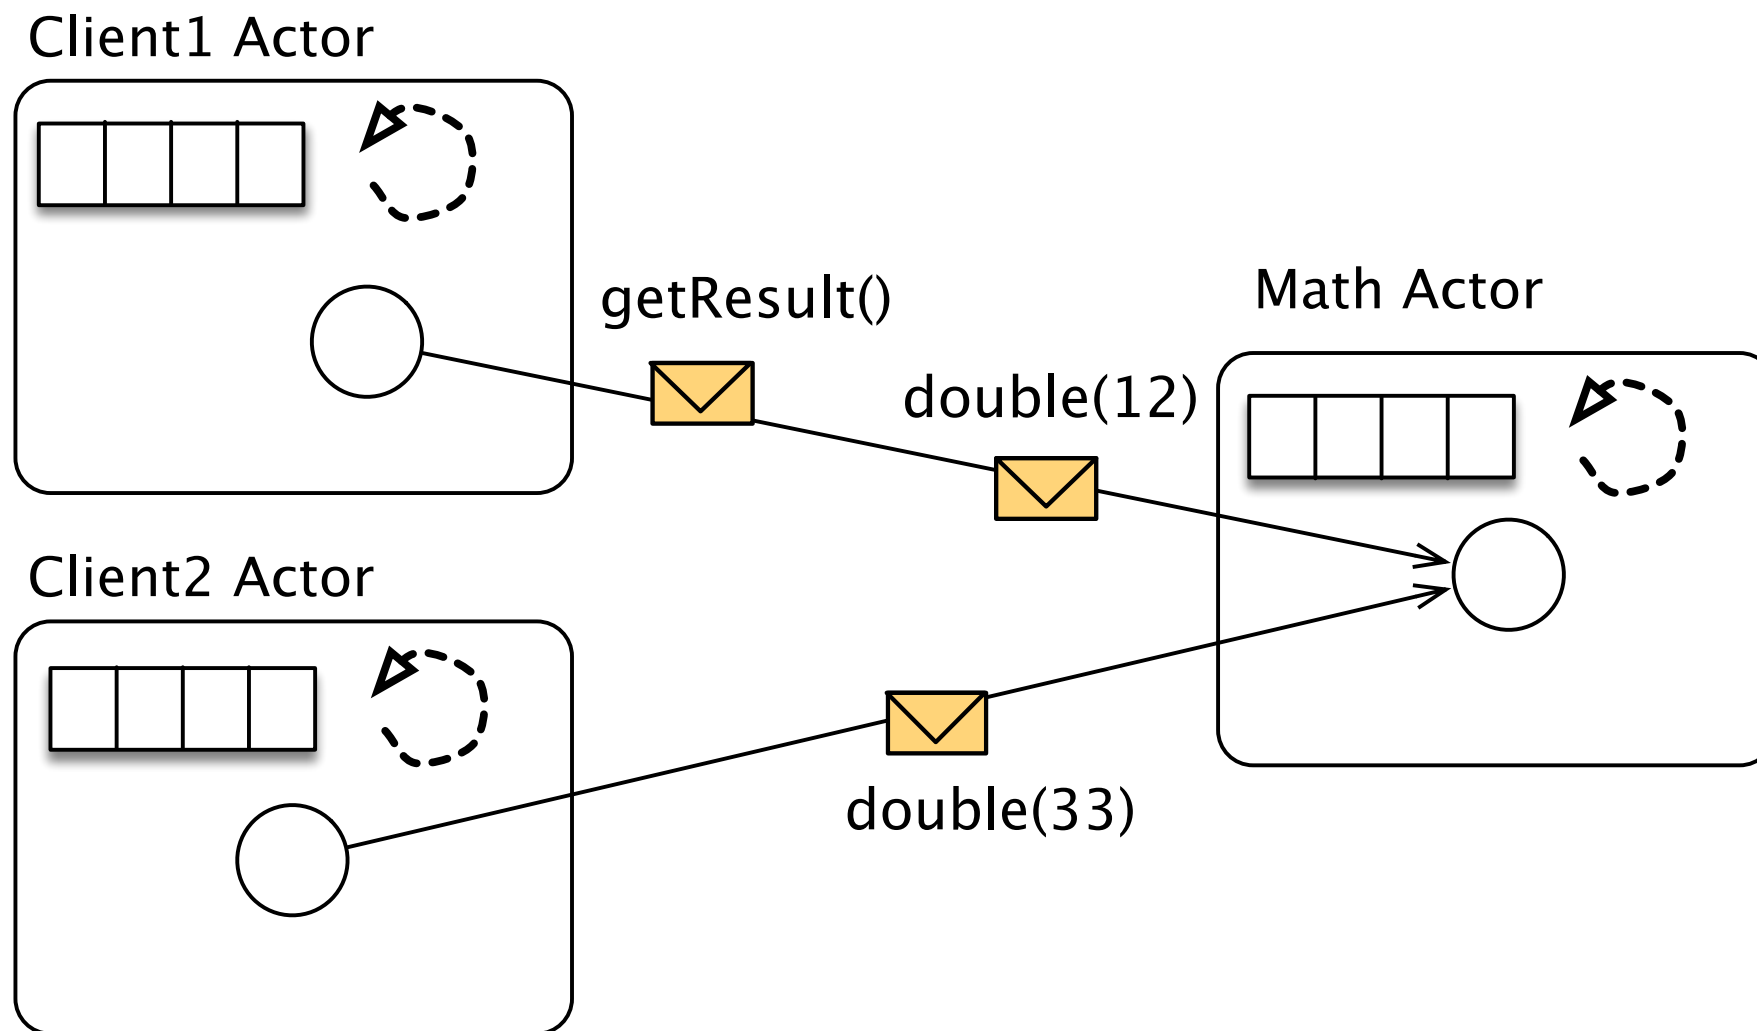 Client1 Actor
getResult()
Math Actor
double(12)
Client2 Actor
double(33)